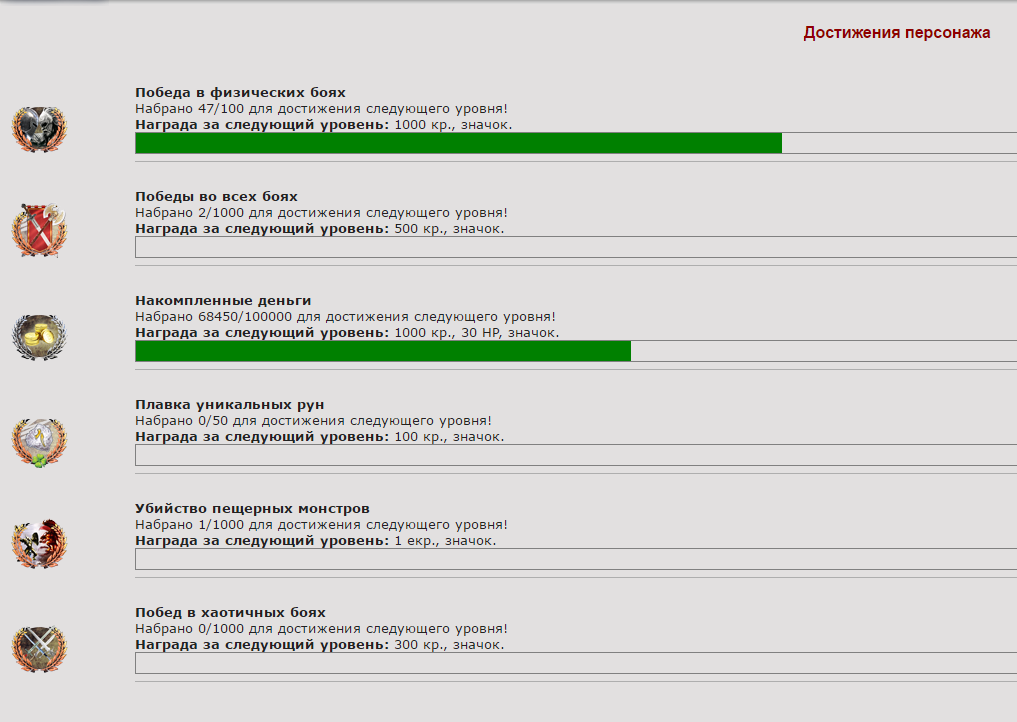 Достижения персонажа
Победа в физических боях
Набрано 47/100 для достижения следующего уровня!
Награда за следующий уровень: 1000 кр., значок.
Победы во всех боях
Набрано 2/1000 для достижения следующего уровня!
Награда за следующий уровень: 500 кр., значок.
Накомпленные деньги
Набрано 68450/100000 для достижения следующего уровня!
Награда за следующий уровень: 1000 кр., 30 HP, значок.
Плавка уникальных рун
Набрано 0/50 для достижения следующего уровня!
Награда за следующий уровень: 100 кр., значок.
Убийство пещерных монстров
Набрано 1/1000 для достижения следующего уровня!
Награда за следующий уровень: 1 екр., значок.
Побед в хаотичных боях
Набрано 0/1000 для достижения следующего уровня!
Награда за следующий уровень: 300 кр., значок.